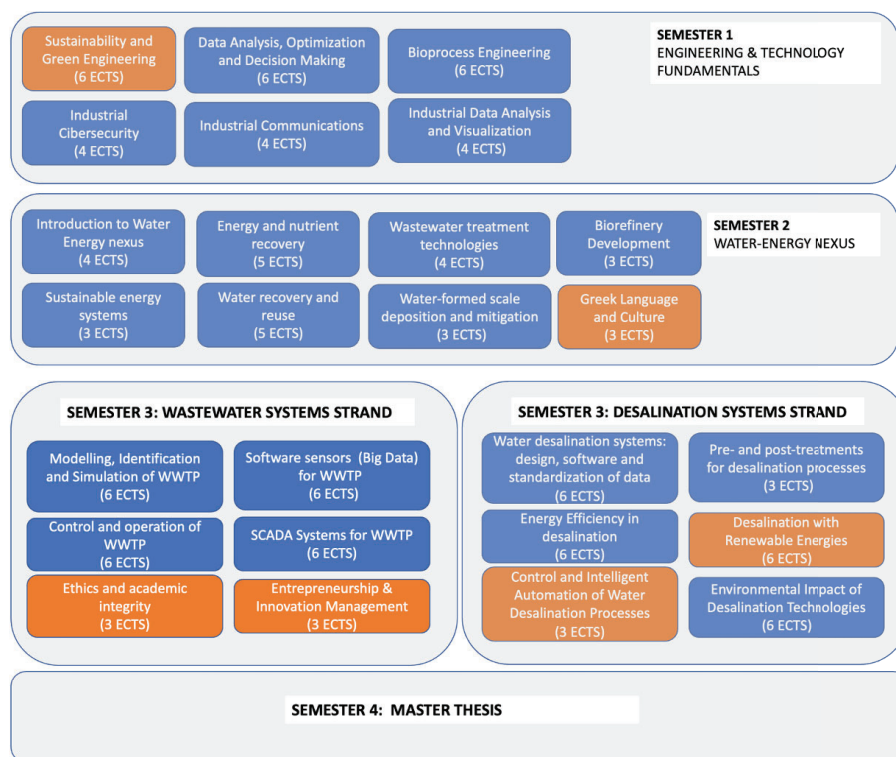 SEMESTER 1
ENGINEERING & TECHNOLOGY
FUNDAMENTALS
Sustainability and
Green Engineering
(6 ECTS)
Data Analysis, Optimization
and Decision Making
(6 ECTS)
Bioprocess Engineering
(6 ECTS)
Industrial
Cibersecurity
(4 ECTS)
Industrial Communications
(4 ECTS)
Industrial Data Analysis
and Visualization
(4 ECTS)
SEMESTER 2
WATER-ENERGY NEXUS
Introduction to Water
Energy nexus
(4 ECTS)
Energy and nutrient
recovery
(5 ECTS)
Wastewater treatment
technologies
(4 ECTS)
Biorefinery
Development
(3 ECTS)
Sustainable energy
systems
(3 ECTS)
Water recovery and
reuse
(5 ECTS)
Water-formed scale
deposition and mitigation
(3 ECTS)
Greek Language
and Culture
(3 ECTS)
SEMESTER 3: WASTEWATER SYSTEMS STRAND
Modelling, Identification
and Simulation of WWTP
(6 ECTS)
Software sensors (Big Data)
for WWTP
(6 ECTS)
Control and operation of
WWTP
(6 ECTS)
SCADA Systems for WWTP
(6 ECTS)
Ethics and academic
integrity
(3 ECTS)
Entrepreneurship &
Innovation Management
(3 ECTS)
SEMESTER 3: DESALINATION SYSTEMS STRAND
Water desalination systems:
design, software and
standardization of data
(6 ECTS)
Pre- and post-treatments
for desalination processes
(3 ECTS)
Energy Efficiency in
desalination
(6 ECTS)
Desalination with
Renewable Energies
(6 ECTS)
Control and Intelligent
Automation of Water
Desalination Processes
(3 ECTS)
Environmental Impact of
Desalination Technologies
(6 ECTS)
SEMESTER 4: MASTER THESIS